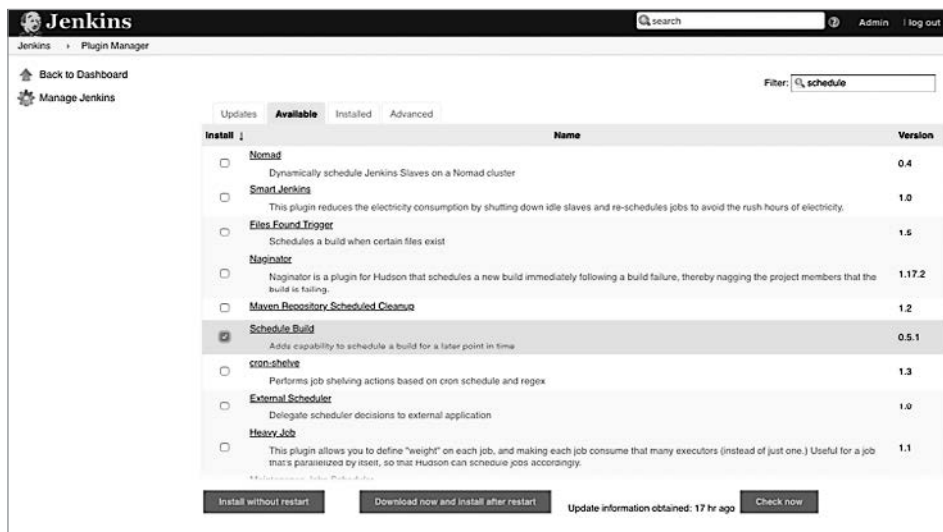 Jenkins
search
Admin
log out
Jenkins
Plugin Manager
Back to Dashboard
Manage Jenkins
Filter:
schedule
Updates
Available
Installed
Advanced
Install ↓
Name
Version
Nomad
Dynamically schedule Jenkins Slaves on a Nomad cluster
0.4
Smart Jenkins
This plugin reduces the electricity consumption by shutting down idle slaves and re-schedules jobs to avoid the rush hours of electricity.
1.0
Files Found Trigger
Schedules a build when certain files exist
1.5
Naginator
Naginator is a plugin for Hudson that schedules a new build immediately following a build failure, thereby nagging the project members that the
build is failing.
1.17.2
Maven Repository Scheduled Cleanup
1.2
Schedule Build
Adds capability to schedule a build for a later point in time
0.5.1
cron-shelve
Performs job shelving actions based on cron schedule and regex
1.3
External Scheduler
Delegate scheduler decisions to external application
1.0
Heavy Job
This plugin allows you to define "weight" on each job, and making each job consume that many executors (instead of just one.) Useful for a job
that's parallelized by itself, so that Hudson can schedule jobs accordingly.
1.1
Install without restart
Download now and install after restart
Update information obtained: 17 hr ago
Check now